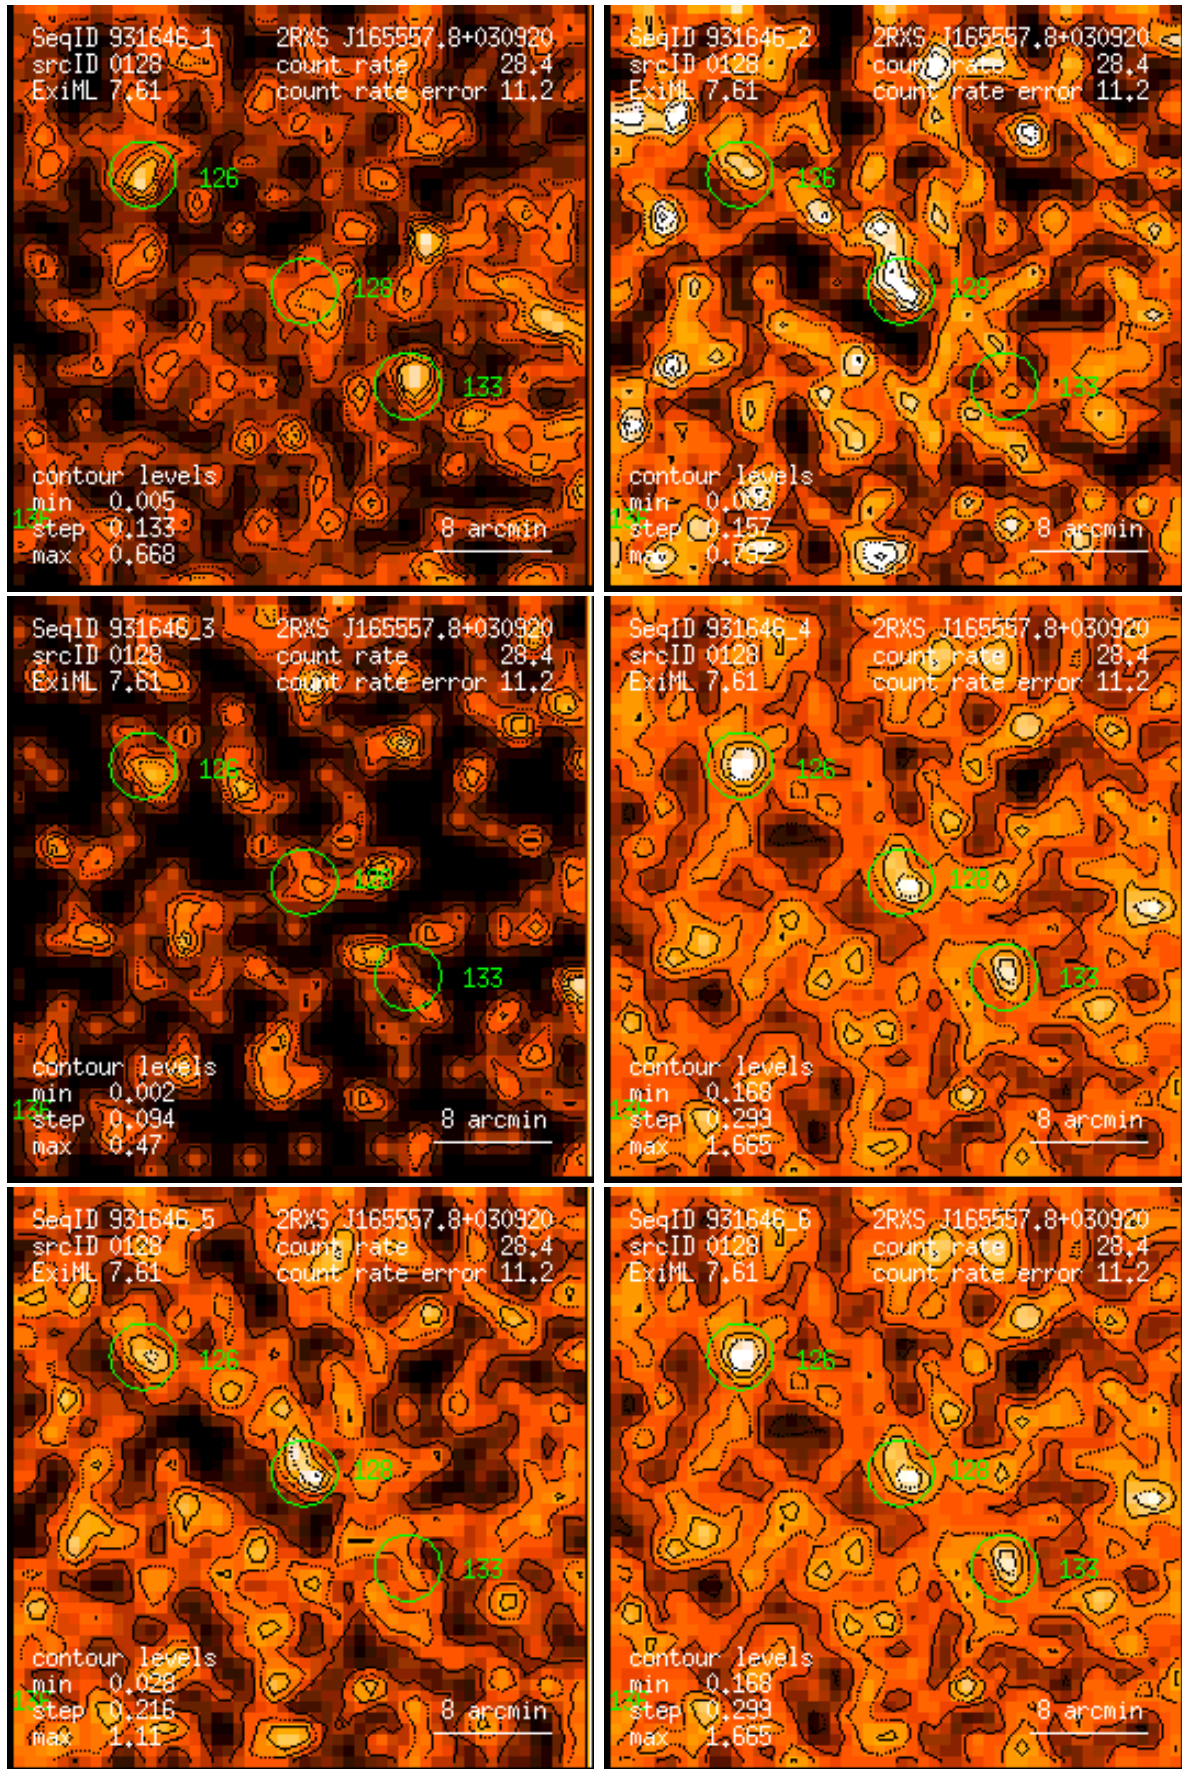 SeqID 931646_1 2RXS J165557.8+030920
srcID 0128 count rate 28.4
ExiML 7.61 count rate error 11.2
126
128
133
contour levels
min 0.005
step 0.133 8 arcmin
max 0.668
SeqID 931646_2 2RXS J165557.8+030920
srcID 0128 count rate 28.4
ExiML 7.61 count rate error 11.2
126
128
133
contour levels
min
step 0.157 8 arcmin
max 0.792
SeqID 931646_3 2RXS J165557.8+030920
srcID 0128 count rate 28.4
ExiML 7.61 count rate error 11.2
126
128
133
contour levels
min 0.002
step 0.094 8 arcmin
max 0.47
SeqID 931646_4 2RXS J165557.8+030920
srcID 0128 count rate 28.4
ExiML 7.61 count rate error 11.2
126
128
133
contour levels
min 0.168
step 0.299 8 arcmin
max 1.665
SeqID 931646_5 2RXS J165557.8+030920
srcID 0128 count rate 28.4
ExiML 7.61 count rate error 11.2
126
128
133
contour levels
min 0.028
step 0.216 8 arcmin
max 1.11
SeqID 931646_6 2RXS J165557.8+030920
srcID 0128 count rate 28.4
ExiML 7.61 count rate error 11.2
126
128
133
contour levels
min 0.168
step 0.299 8 arcmin
max 1.665